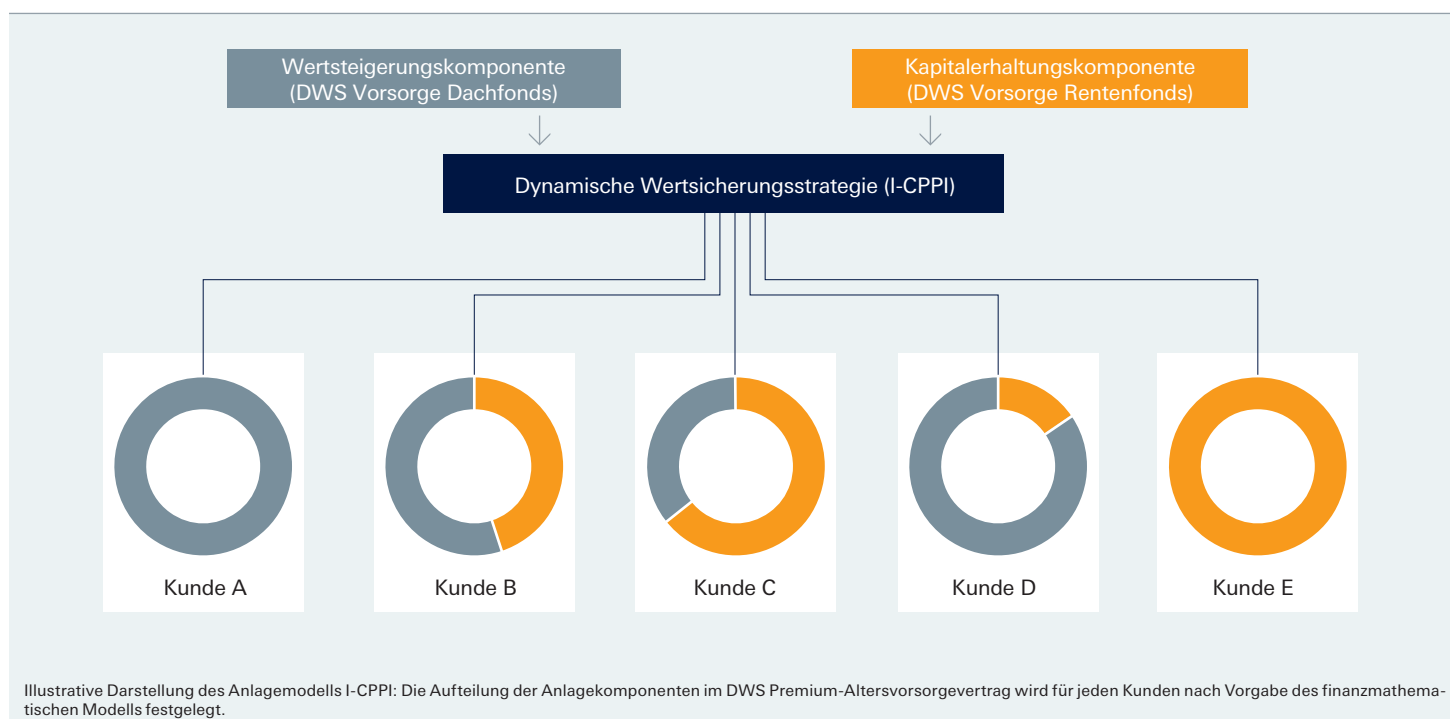 Wertsteigerungskomponente
(DWS Vorsorge Dachfonds)
Kapitalerhaltungskomponente
(DWS Vorsorge Rentenfonds)
Dynamische Wertsicherungsstrategie (I-CPPI)
Kunde A
Kunde B
Kunde C
Kunde D
Kunde E
Illustrative Darstellung des Anlagemodells I-CPPI: Die Aufteilung der Anlagekomponenten im DWS Premium-Altersvorsorgevertrag wird für jeden Kunden nach Vorgabe des finanzmathema-
tischen Modells festgelegt.